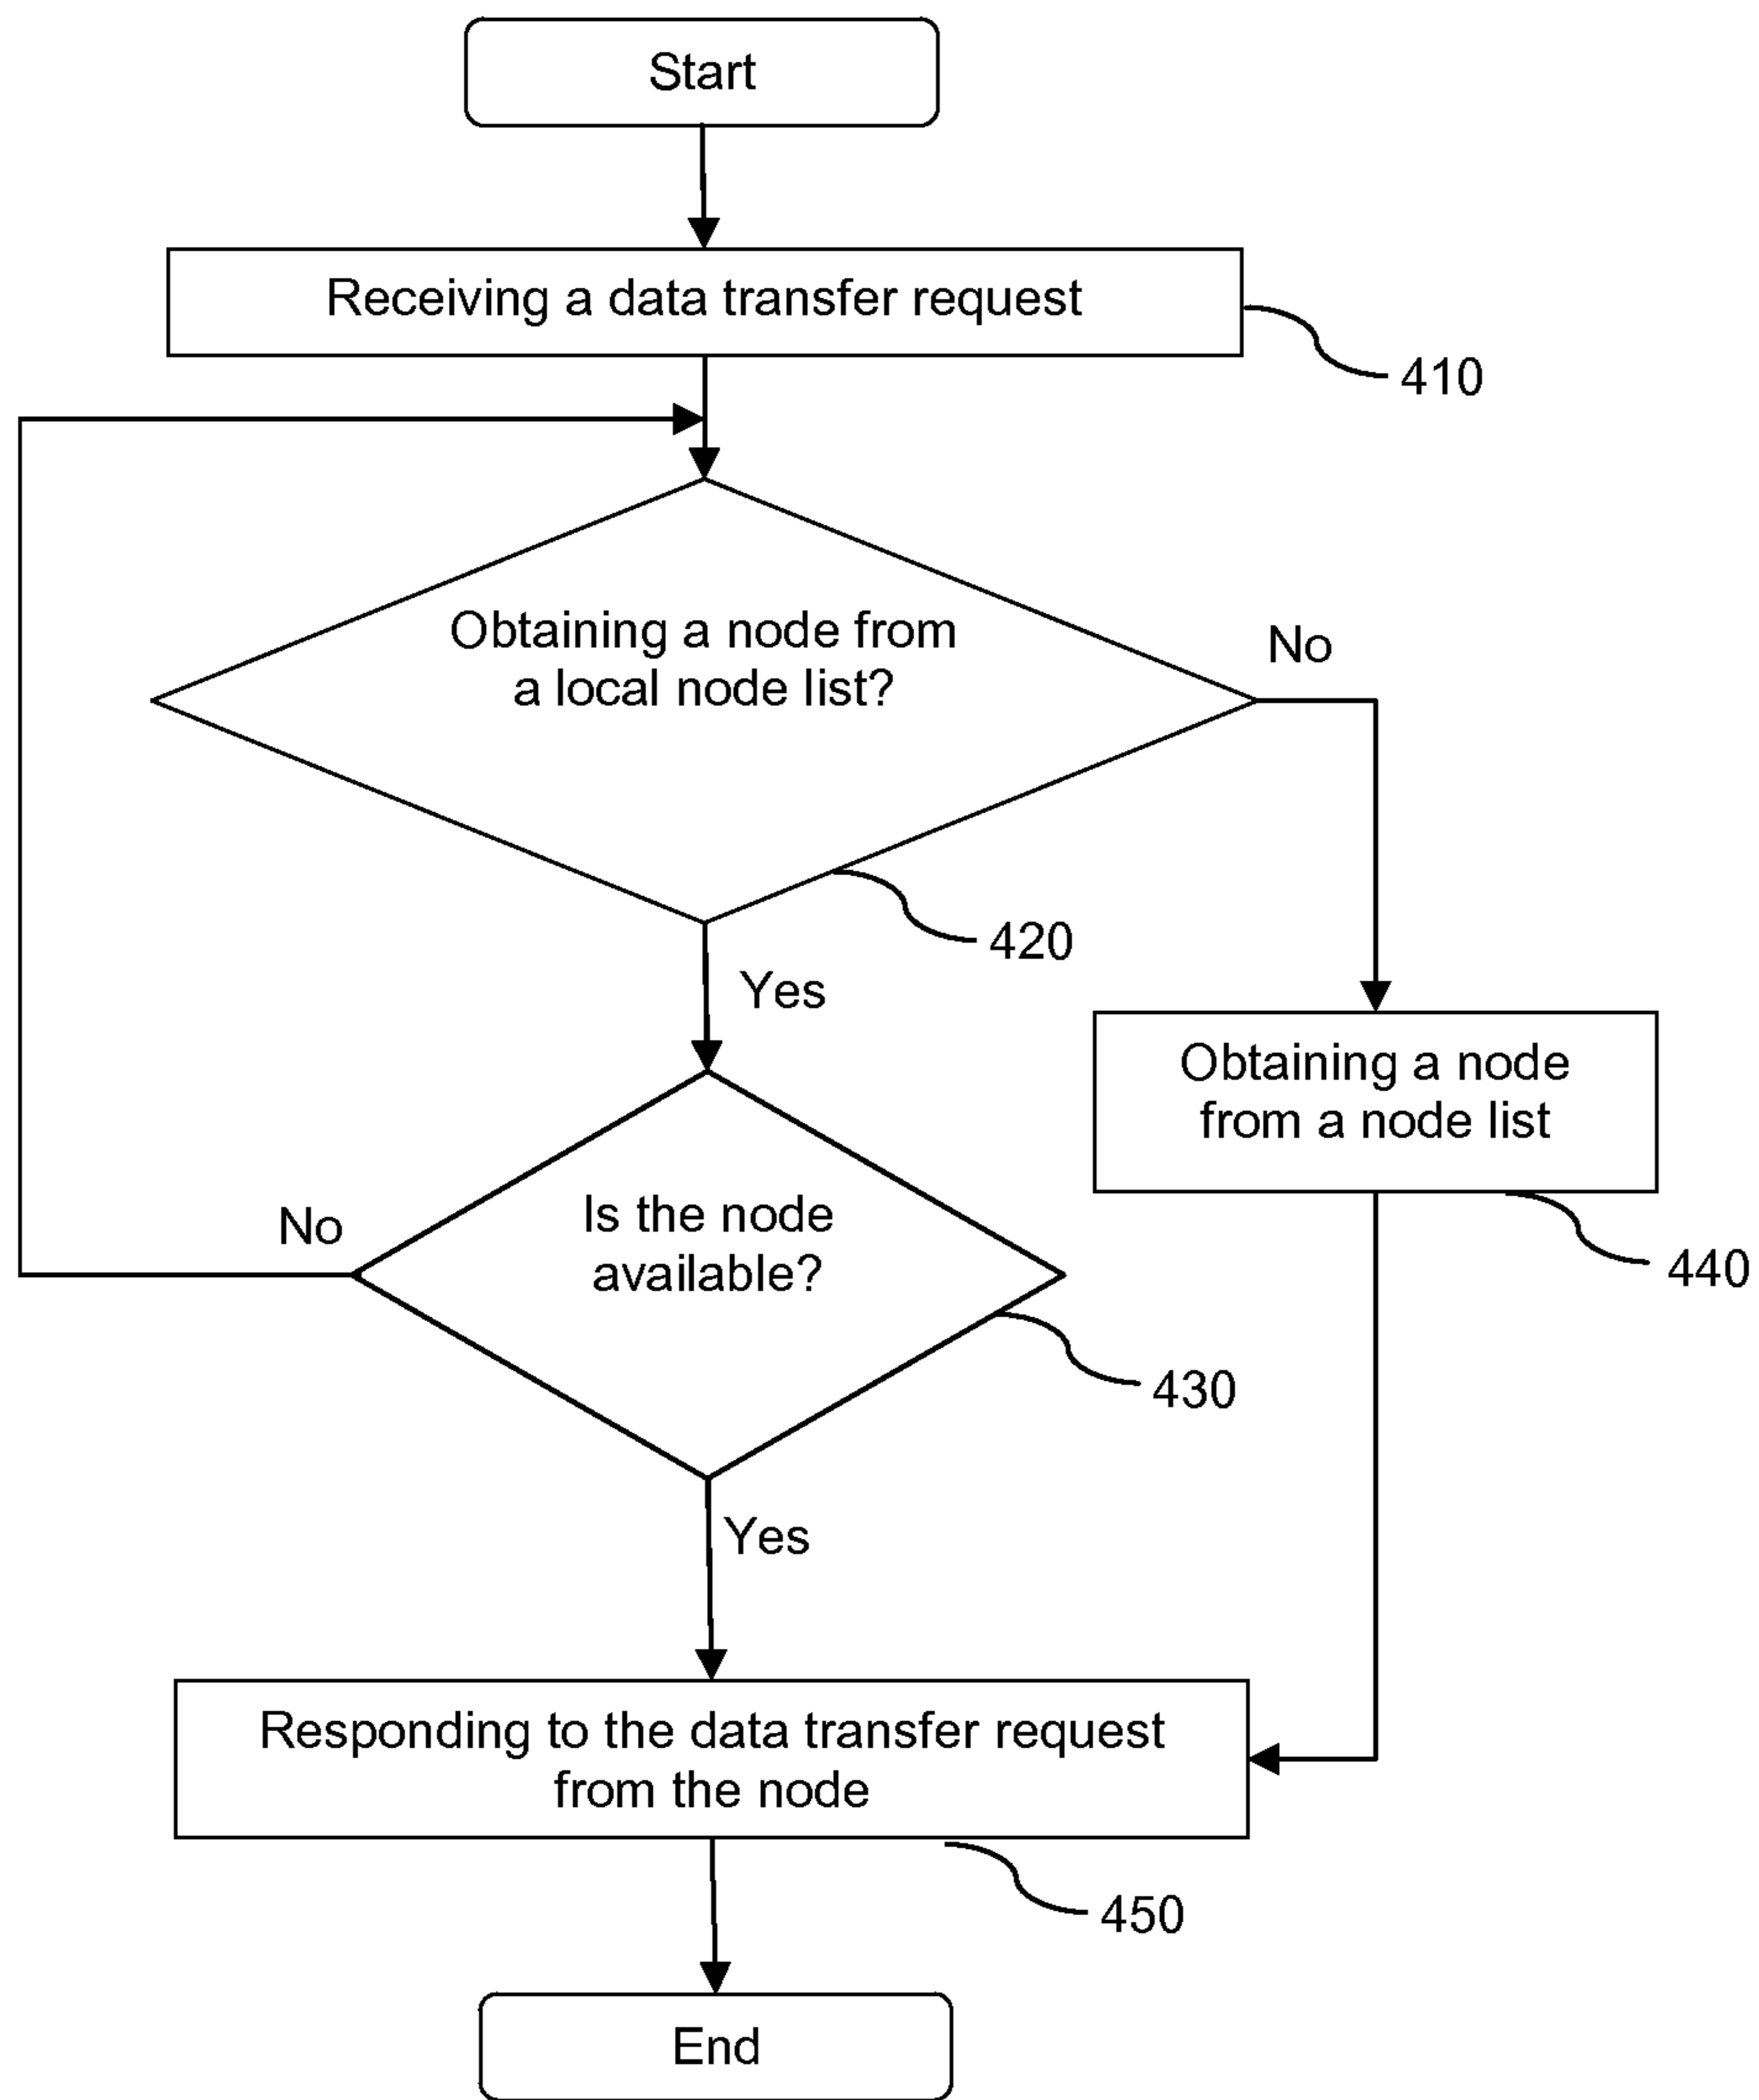 Start
Receiving a data transfer request
410
Obtaining a node from
a local node list?
No
420
Yes
Obtaining a node
from a node list
440
Is the node
available?
No
430
Yes
Responding to the data transfer request
from the node
450
End